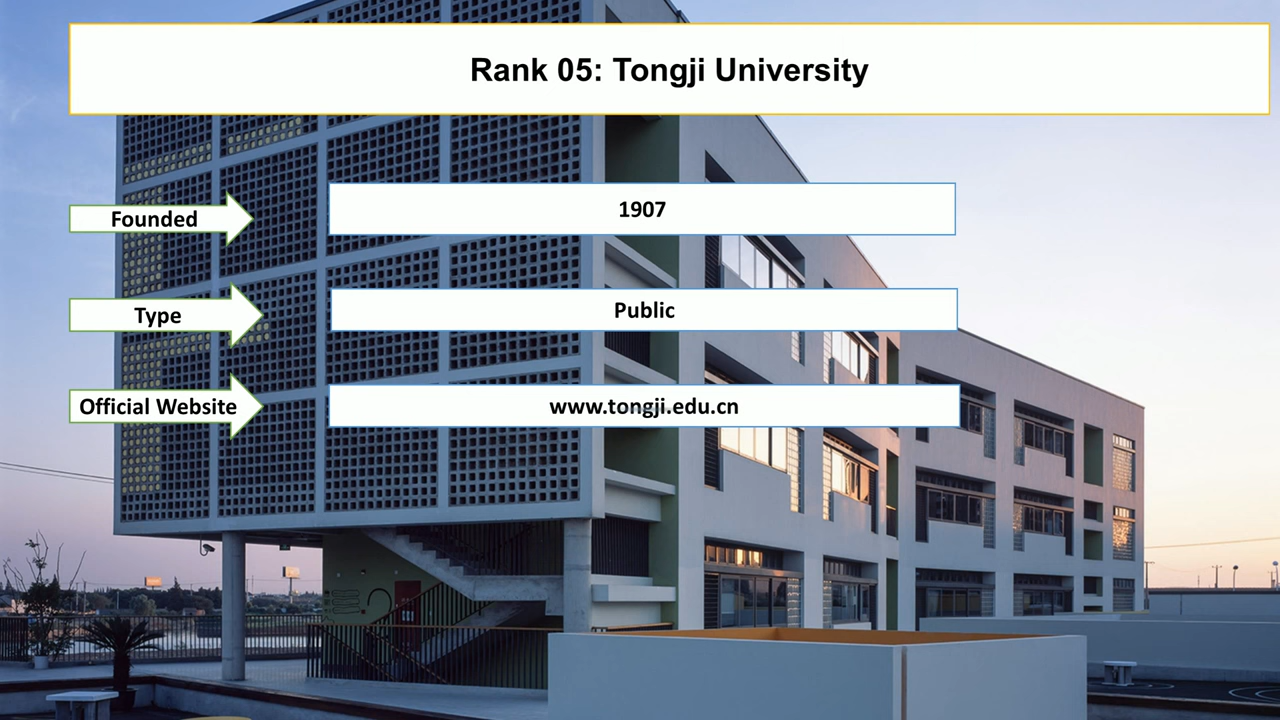 Rank 05: Tongji University
Founded
1907
Type
Public
Official Website
www.tongji.edu.cn